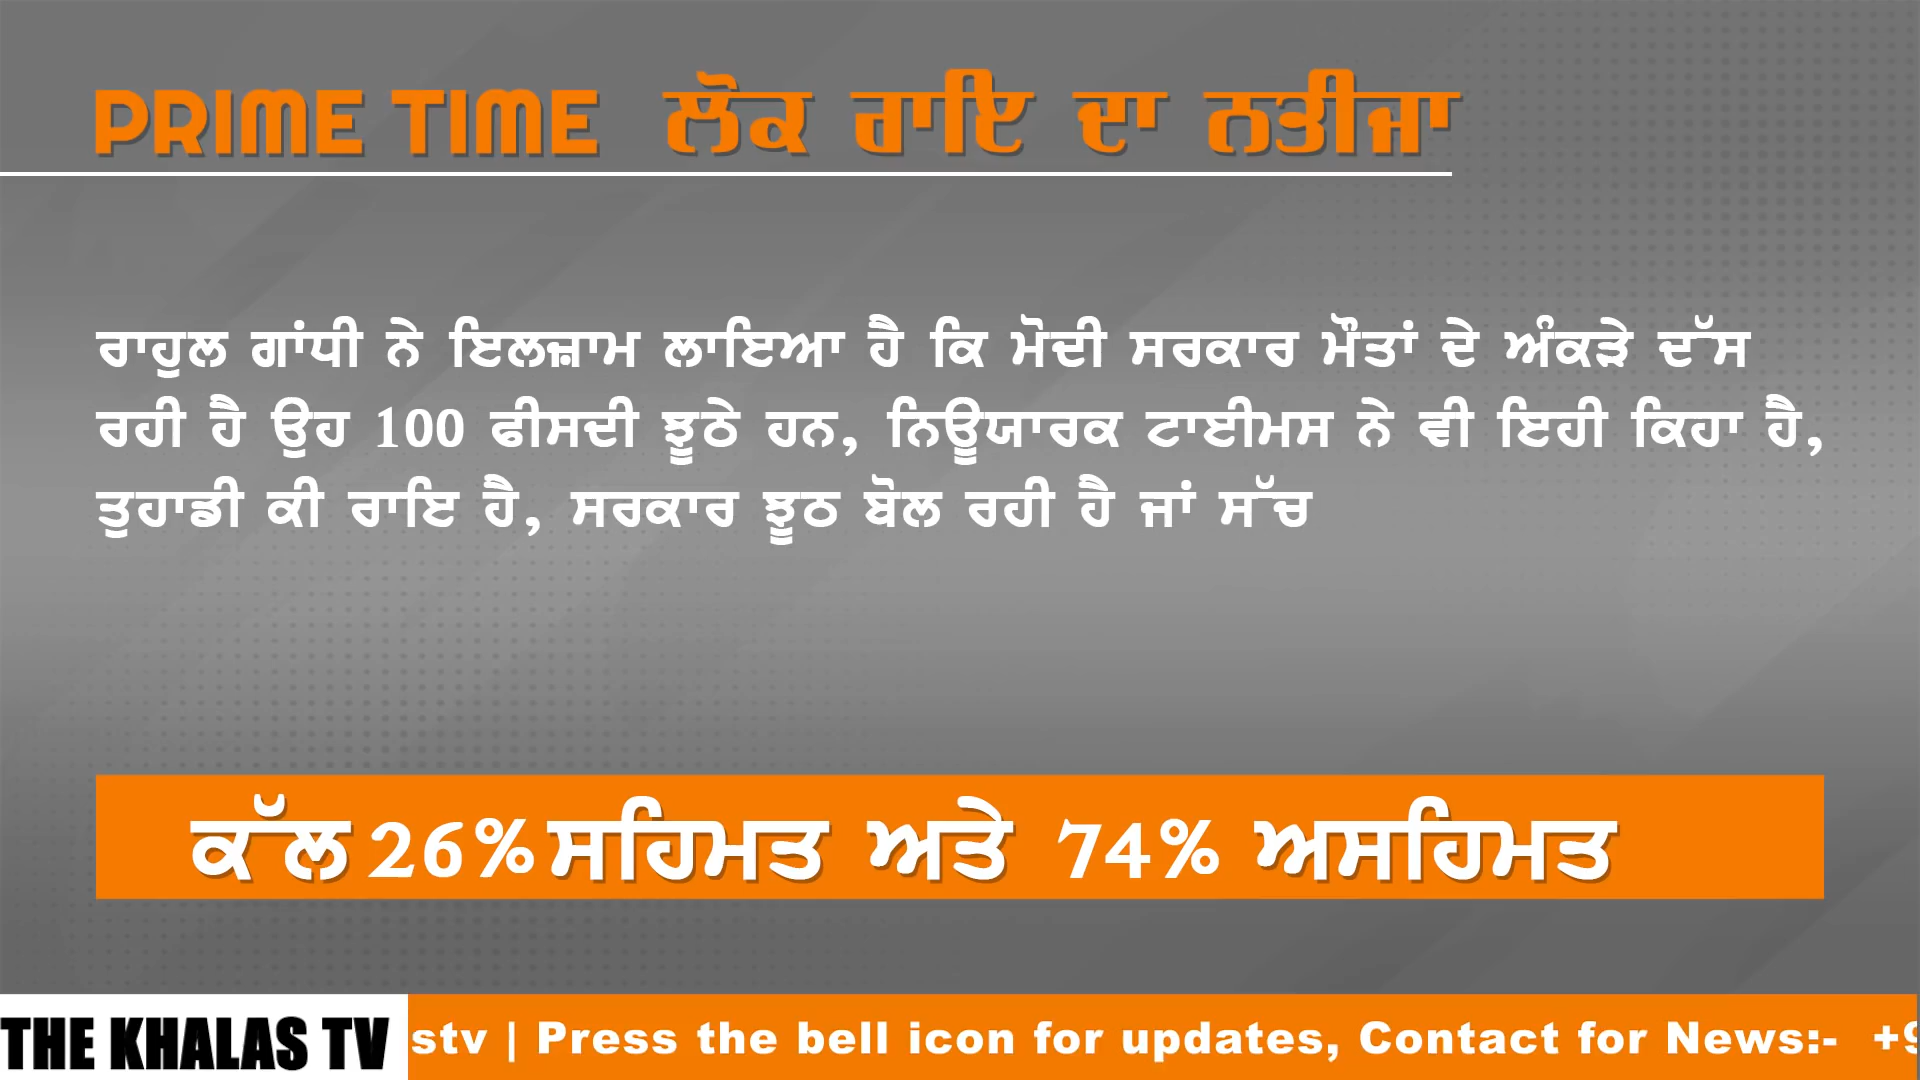 PRIME TIME ਲੋਕ ਰਾਇ ਦਾ ਨਤੀਜਾ
ਰਾਹੁਲ ਗਾਂਧੀ ਨੇ ਇਲਜ਼ਾਮ ਲਾਇਆ ਹੈ ਕਿ ਮੋਦੀ ਸਰਕਾਰ ਮੌਤਾਂ ਦੇ ਅੰਕੜੇ ਦੱਸ
ਰਹੀ ਹੈ ਉਹ 100 ਫੀਸਦੀ ਝੂਠੇ ਹਨ, ਨਿਊਯਾਰਕ ਟਾਈਮਸ ਨੇ ਵੀ ਇਹੀ ਕਿਹਾ ਹੈ,
ਤੁਹਾਡੀ ਕੀ ਰਾਇ ਹੈ, ਸਰਕਾਰ ਝੂਠ ਬੋਲ ਰਹੀ ਹੈ ਜਾਂ ਸੱਚ
ਕੱਲ 26% ਸਹਿਮਤ ਅਤੇ 74% ਅਸਹਿਮਤ
THE KHALAS TV stv | Press the bell icon for updates, Contact for News:- +9